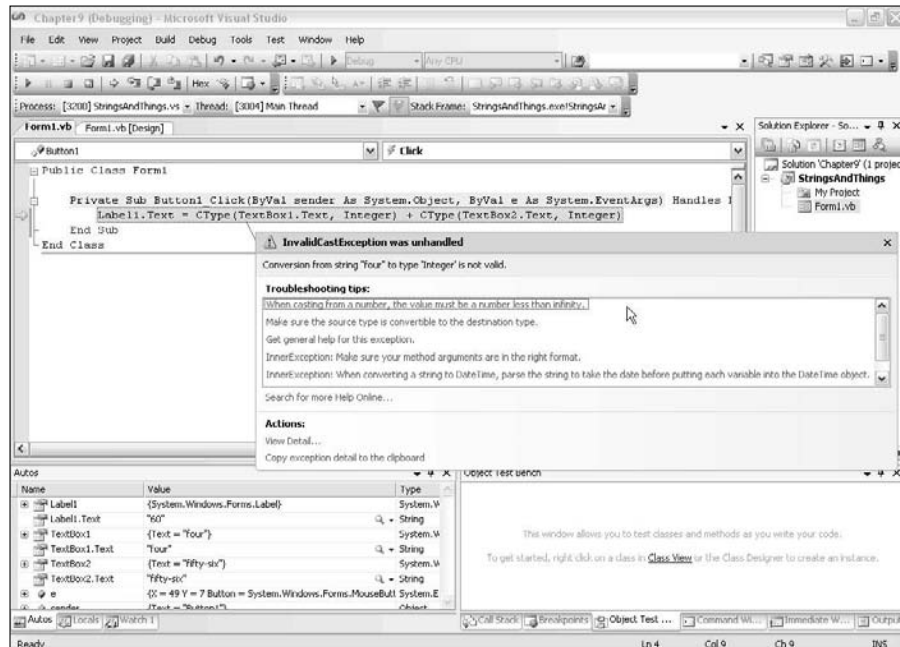 Chapter9 (Debugging) - Microsoft Visual Studio
File Edit View Project Build Debug Tools Test Window Help
Debug Any CPU
Hex
Process: [3200] StringsAndThings.vs Thread: [3004] Main Thread Stack Frame: StringsAndThings.exe!StringsAr
Form1.vb Form1.vb [Design]
Button1 Click
Public Class Form1
Private Sub Button1_Click(ByVal sender As System.Object, ByVal e As System.EventArgs) Handles
Label1.Text = CType(TextBox1.Text, Integer) + CType(TextBox2.Text, Integer)
End Sub
End Class
Solution Explorer - So...
Solution 'Chapter9' (1 projec
StringsAndThings
My Project
Form1.vb
InvalidCastException was unhandled
Conversion from string "four" to type 'Integer' is not valid.
Troubleshooting tips:
When casting from a number, the value must be a number less than infinity.
Make sure the source type is convertible to the destination type.
Get general help for this exception.
InnerException: Make sure your method arguments are in the right format.
InnerException: When converting a string to DateTime, parse the string to take the date before putting each variable into the DateTime object.
Search for more Help Online...
Actions:
View Detail...
Copy exception detail to the clipboard
Autos
Name Value Type
Label1 {System.Windows.Forms.Label} System.W
Label1.Text "60" String
TextBox1 {Text = "four"} System.W
TextBox1.Text "four" String
TextBox2 {Text = "fifty-six"} System.W
TextBox2.Text "fifty-six" String
e {X = 49 Y = 7 Button = System.Windows.Forms.MouseButt System.E
sender {Text = "Button1"} Object
Object Test Bench
This window allows you to test classes and methods as you write your code.
To get started, right click on a class in Class View or the Class Designer to create an instance.
Autos Locals Watch 1
Call Stack Breakpoints Object Test ... Command Wi... Immediate W... Output
Ready Ln 4 Col 9 Ch 9 INS